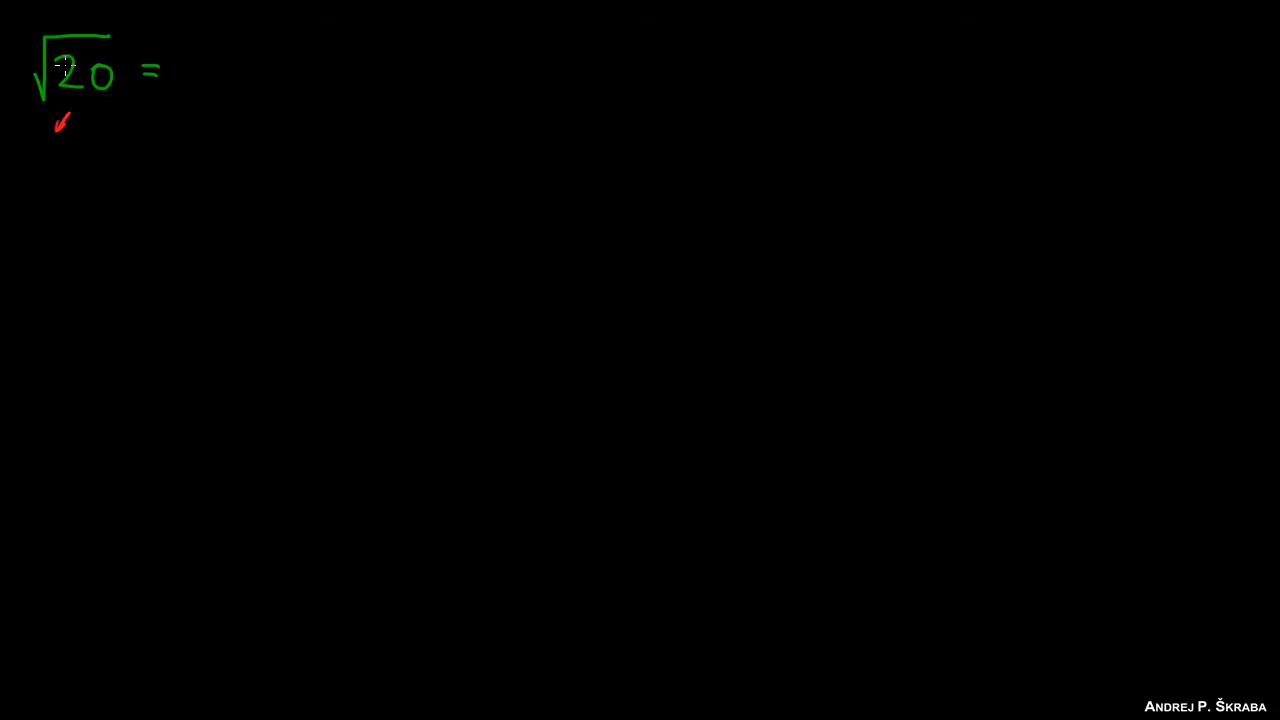 √20 =
ANDREJ P. ŠKRABA